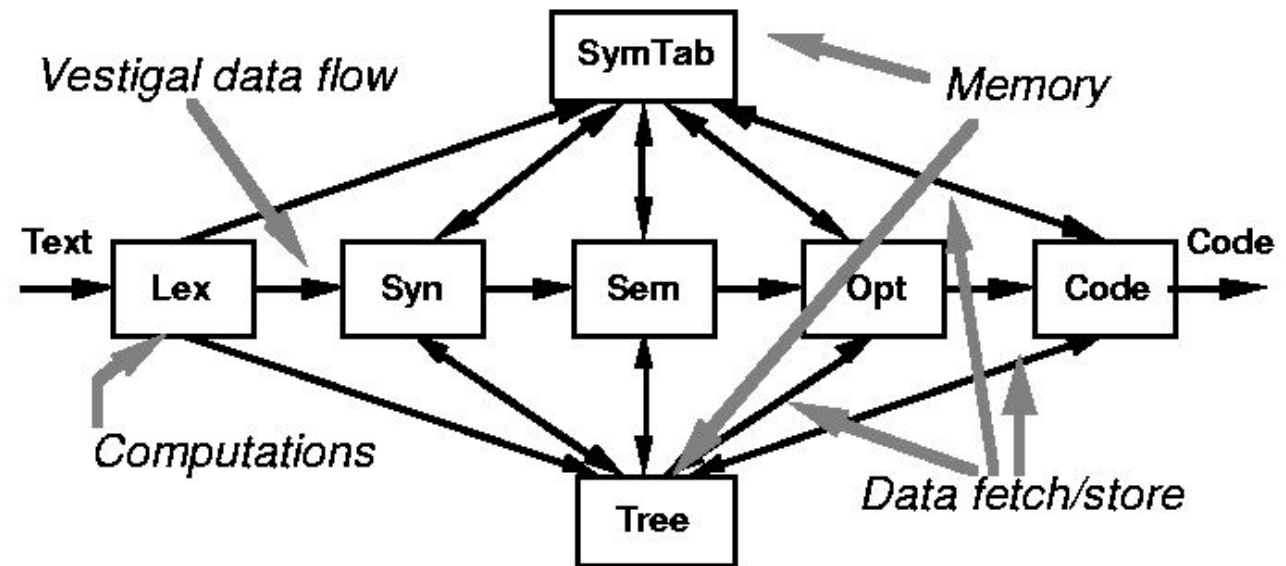 SymTab
Vestigal data flow
Memory
Text
Code
Lex
Syn
Sem
Opt
Code
Computations
Data fetch/store
Tree